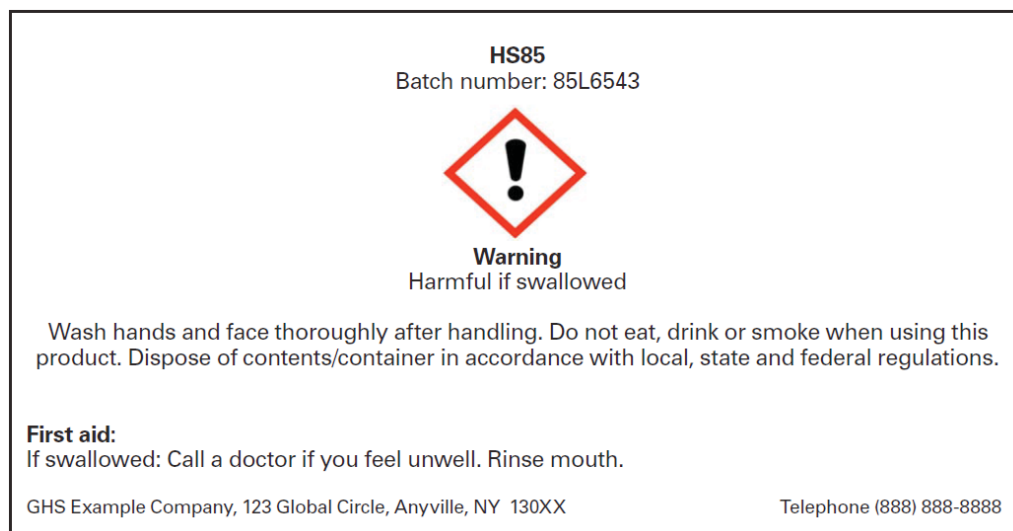 HS85
Batch number: 85L6543
Warning
Harmful if swallowed
Wash hands and face thoroughly after handling. Do not eat, drink or smoke when using this
product. Dispose of contents/container in accordance with local, state and federal regulations.
First aid:
If swallowed: Call a doctor if you feel unwell. Rinse mouth.
GHS Example Company, 123 Global Circle, Anyville, NY 130XX Telephone (888) 888-8888